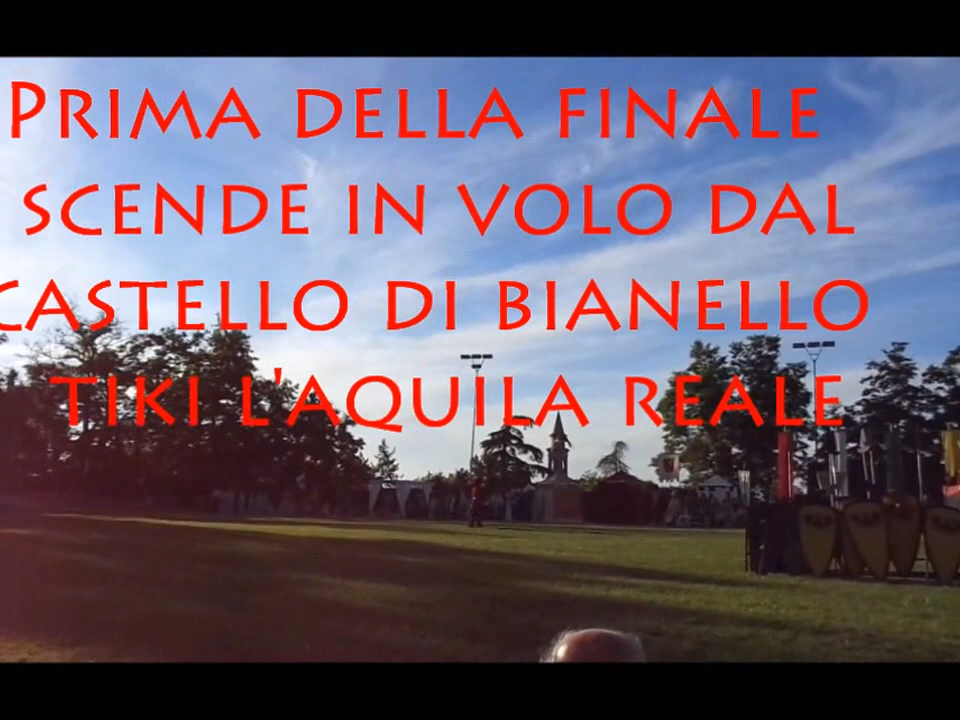 PRIMA DELLA FINALE
SCENDE IN VOLO DAL
CASTELLO DI BIANELLO
TIKI L'AQUILA REALE